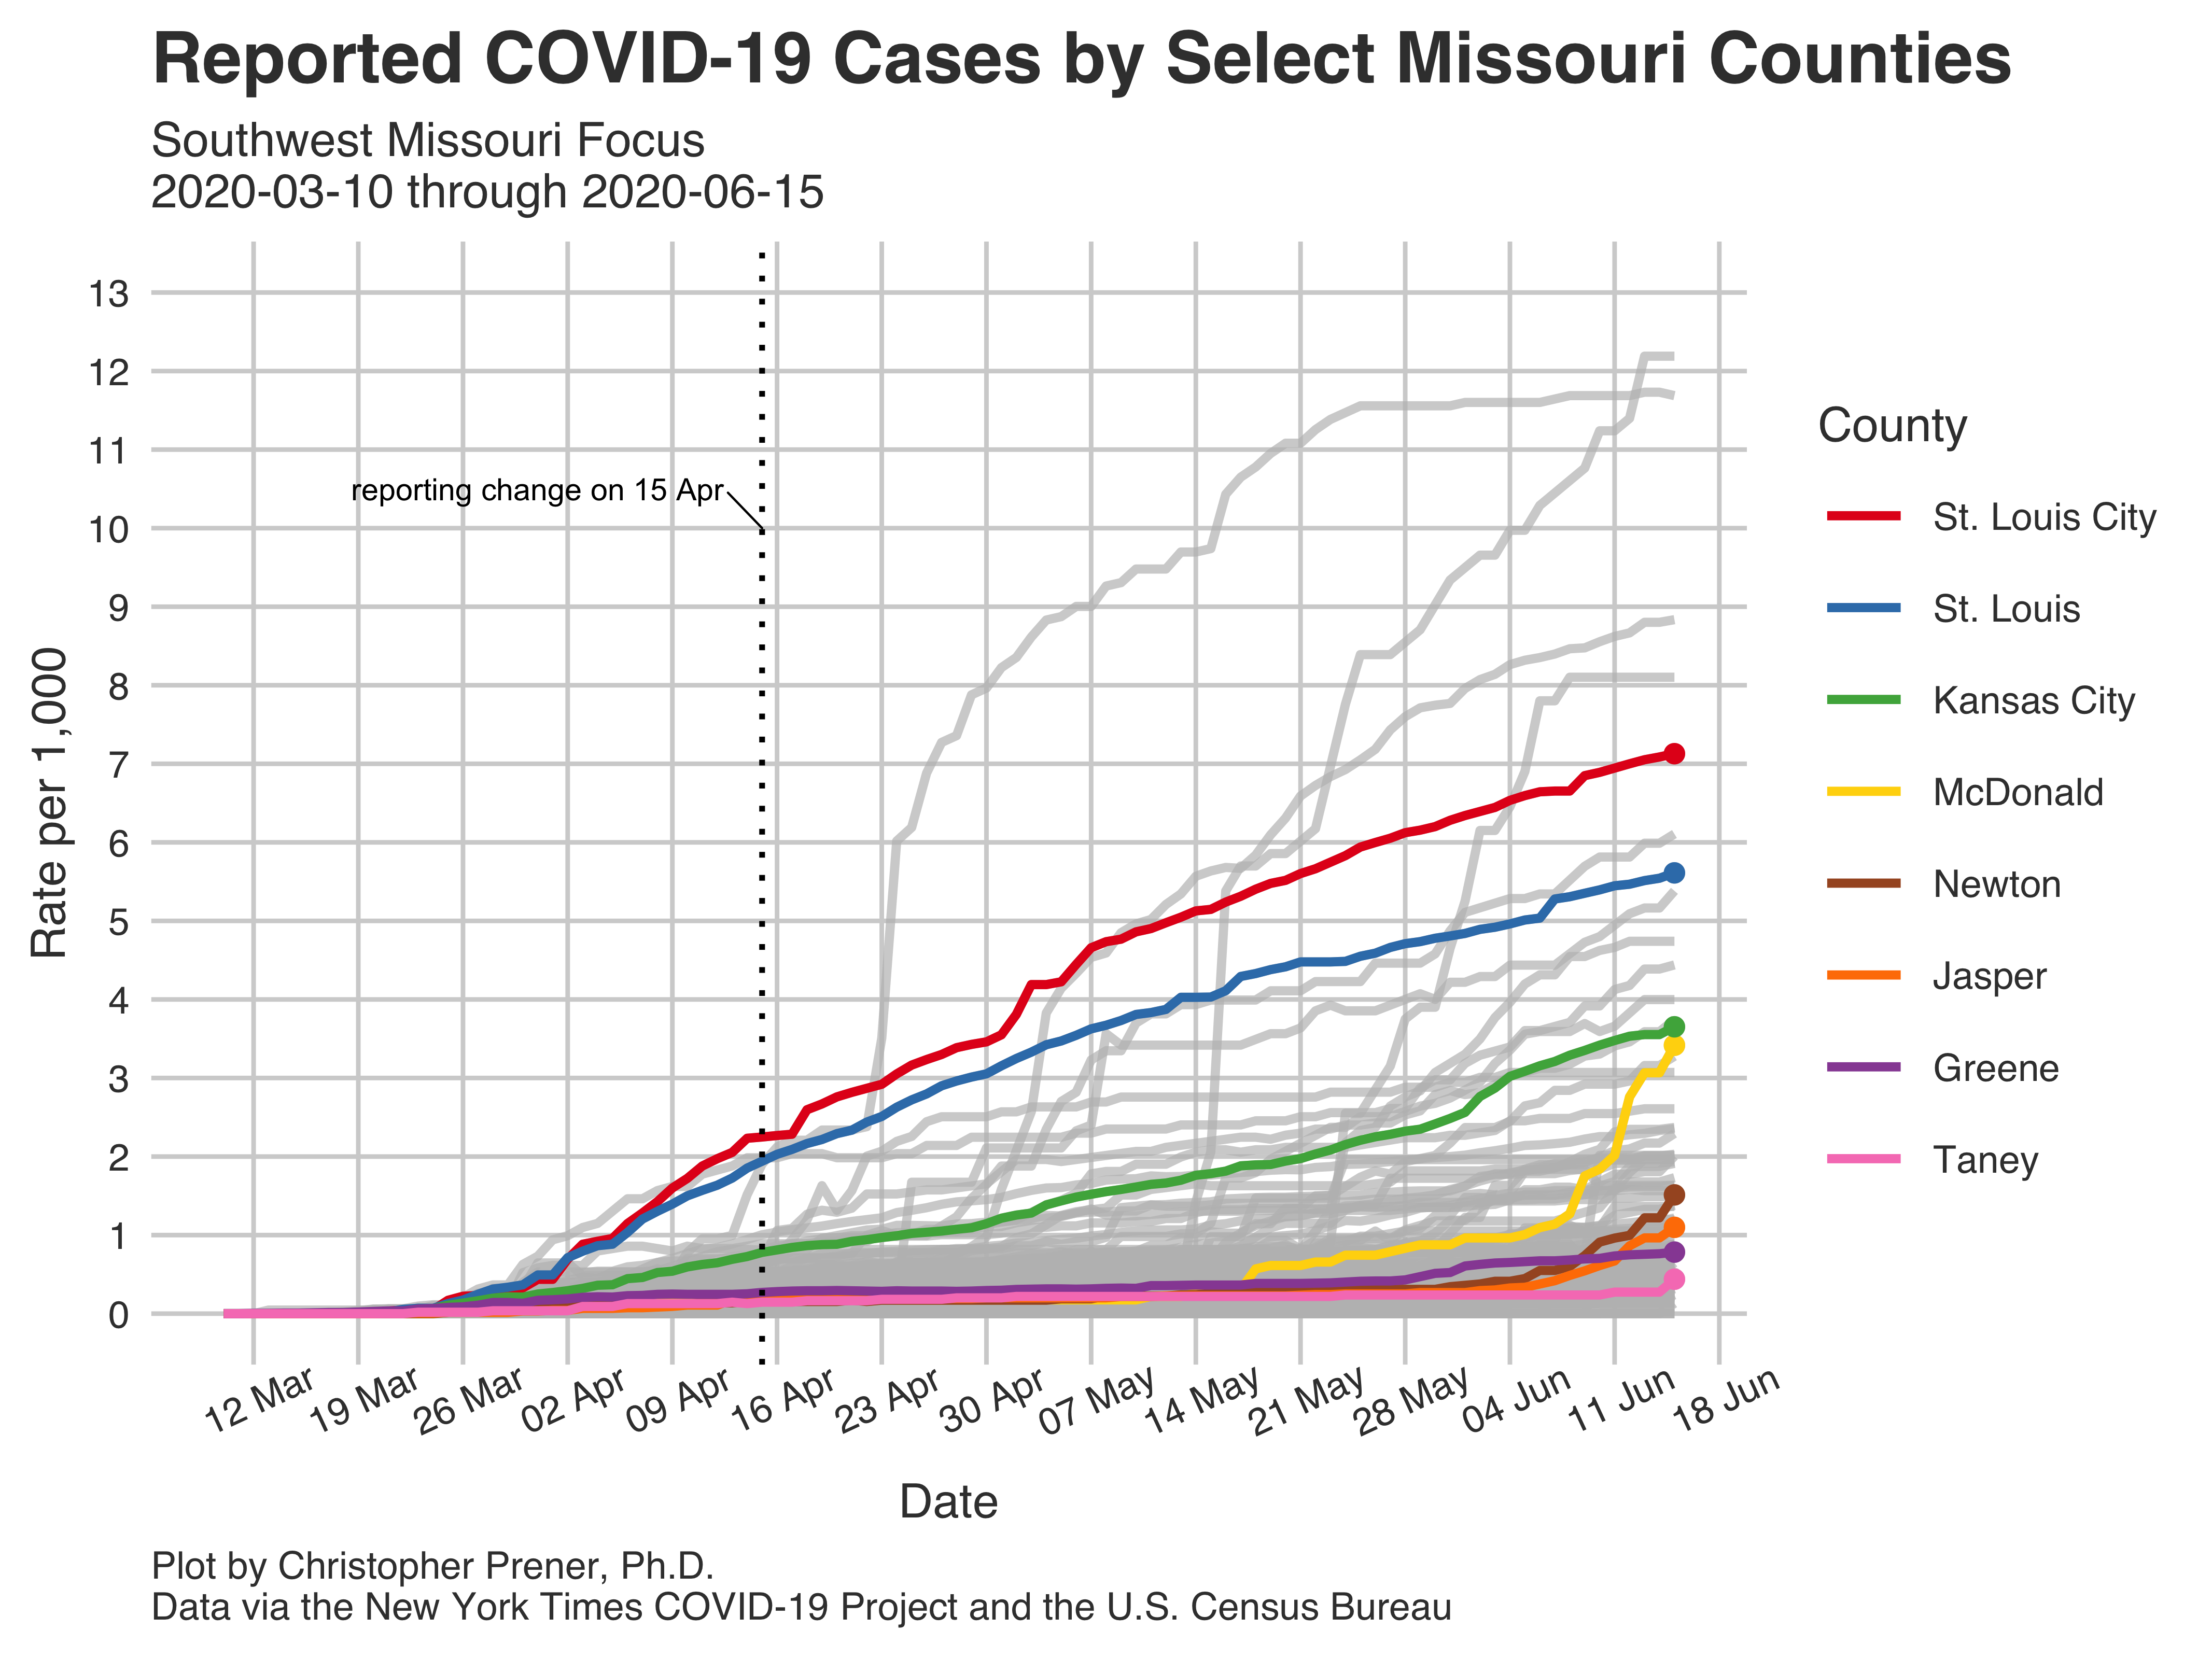 Reported COVID-19 Cases by Select Missouri Counties
Southwest Missouri Focus
2020-03-10 through 2020-06-15
Rate per 1,000
13
12
11
10
9
8
7
6
5
4
3
2
1
0
reporting change on 15 Apr
12 Mar
19 Mar
26 Mar
02 Apr
09 Apr
16 Apr
23 Apr
30 Apr
07 May
14 May
21 May
28 May
04 Jun
11 Jun
18 Jun
Date
County
St. Louis City
St. Louis
Kansas City
McDonald
Newton
Jasper
Greene
Taney
Plot by Christopher Prener, Ph.D.
Data via the New York Times COVID-19 Project and the U.S. Census Bureau